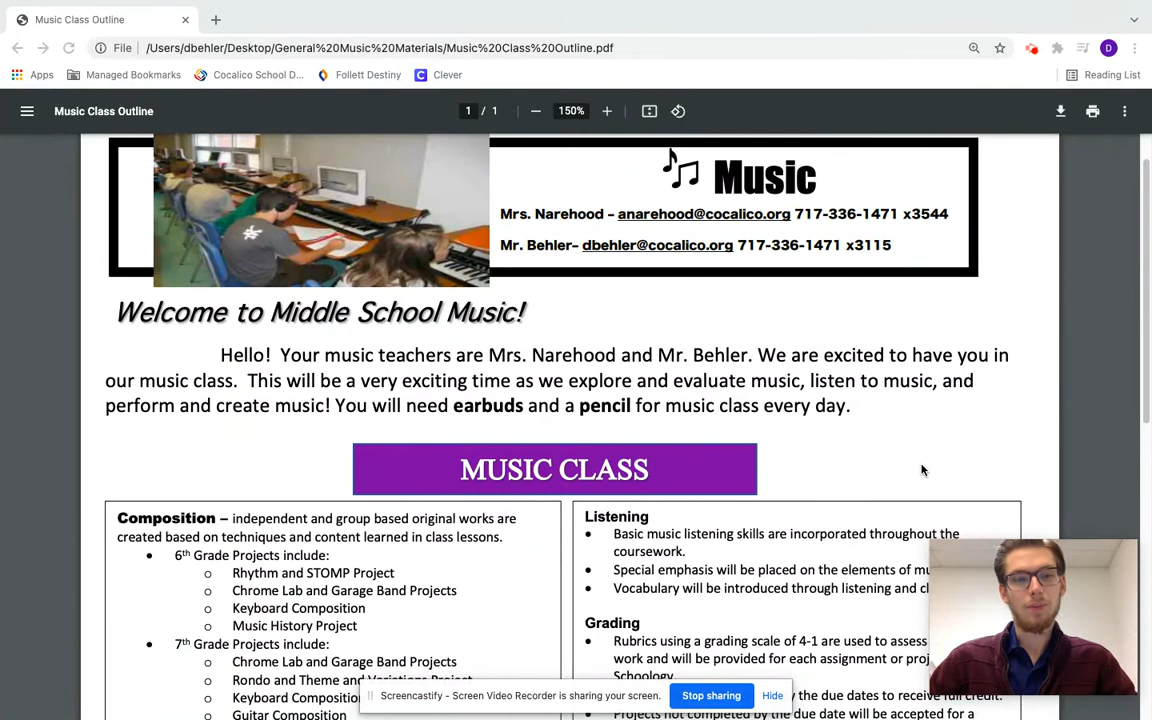 Music Class Outline
File
/Users/dbehler/Desktop/General%20Music%20Materials/Music%20Class%20Outline.pdf
D
Apps
Managed Bookmarks
Cocalico School D...
Follett Destiny
C
Clever
Reading List
Music Class Outline
1 / 1
150%
Music
Mrs. Narehood – anarehood@cocalico.org 717-336-1471 x3544
Mr. Behler– dbehler@cocalico.org 717-336-1471 x3115
Welcome to Middle School Music!
Hello! Your music teachers are Mrs. Narehood and Mr. Behler. We are excited to have you in
our music class. This will be a very exciting time as we explore and evaluate music, listen to music, and
perform and create music! You will need earbuds and a pencil for music class every day.
MUSIC CLASS
Composition – independent and group based original works are
created based on techniques and content learned in class lessons.
• 6th Grade Projects include:
o Rhythm and STOMP Project
o Chrome Lab and Garage Band Projects
o Keyboard Composition
o Music History Project
• 7th Grade Projects include:
o Chrome Lab and Garage Band Projects
o Rondo and Theme and Variations Project
o Keyboard Composition
o Guitar Composition
Listening
• Basic music listening skills are incorporated throughout the
coursework.
• Special emphasis will be placed on the elements of mu
• Vocabulary will be introduced through listening and cl
Grading
• Rubrics using a grading scale of 4-1 are used to assess
work and will be provided for each assignment or proj
Schoology
by the due dates to receive full credit.
Projects not completed by the due date will be accepted for a
Screencastify - Screen Video Recorder is sharing your screen.
Stop sharing
Hide